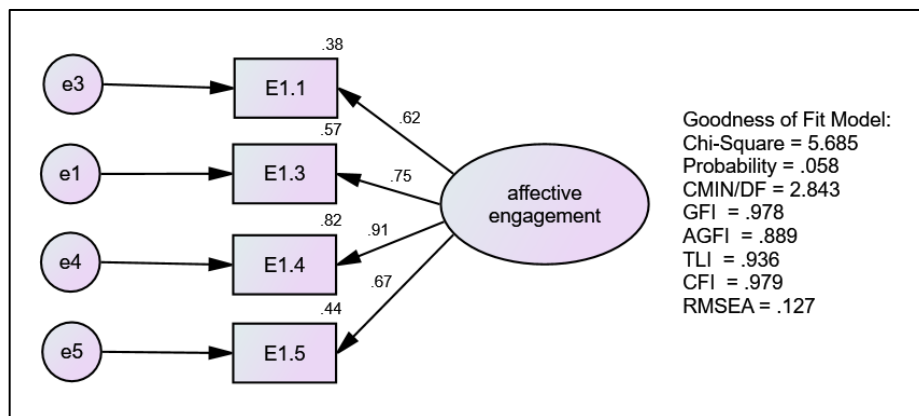 .38
e3
E1.1
.62
.57
e1
E1.3
.75
affective
engagement
.82
.91
e4
E1.4
.67
.44
e5
E1.5
Goodness of Fit Model:
Chi-Square = 5.685
Probability = .058
CMIN/DF = 2.843
GFI = .978
AGFI = .889
TLI = .936
CFI = .979
RMSEA = .127